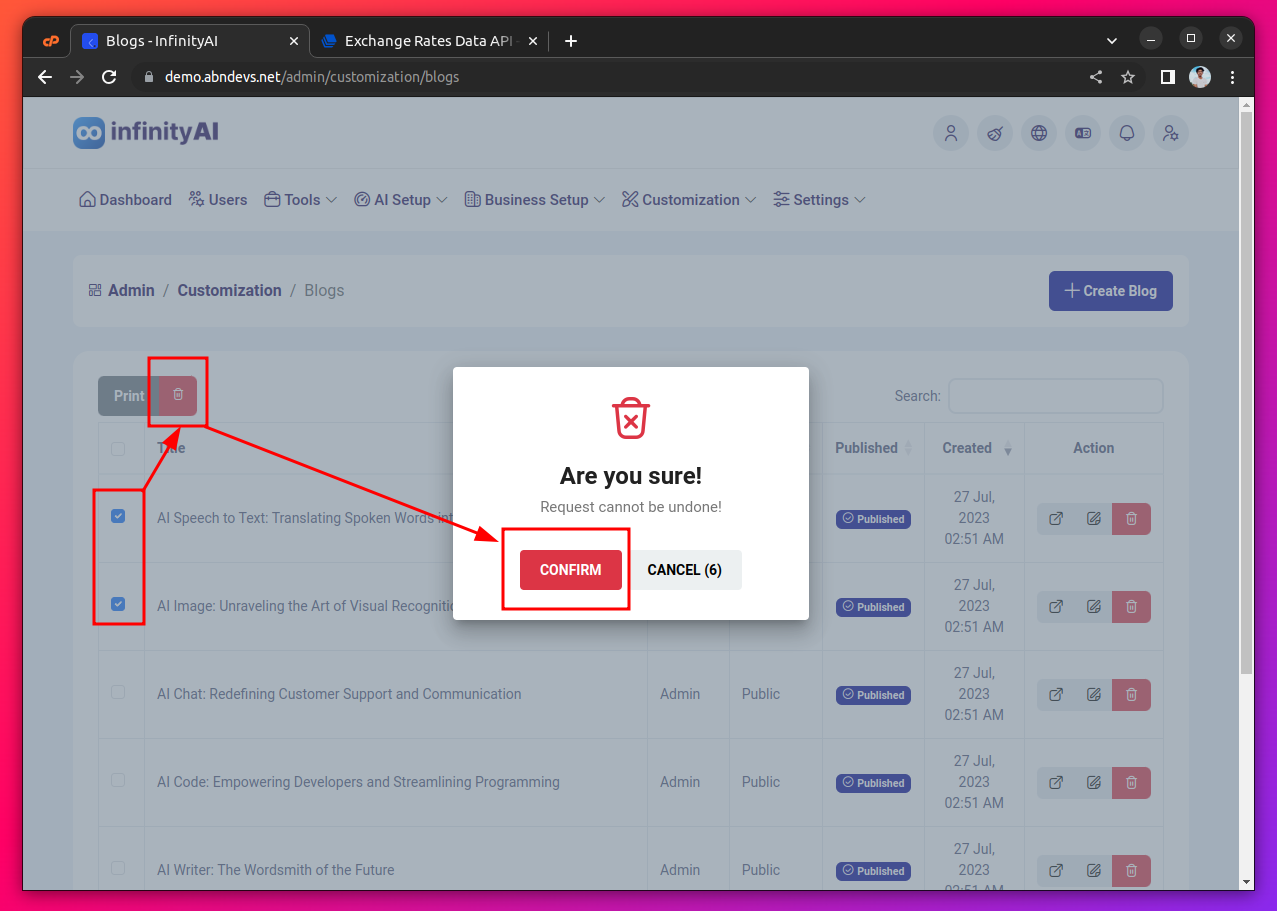 Blogs - InfinityAI
Exchange Rates Data API
demo.abndevs.net/admin/customization/blogs
infinityAI
Dashboard Users Tools AI Setup Business Setup Customization Settings
Admin / Customization / Blogs
Create Blog
Print
Search:
Title Published Created Action
AI Speech to Text: Translating Spoken Words into
Published
27 Jul,
2023
02:51 AM
AI Image: Unraveling the Art of Visual Recognitio
Published
27 Jul,
2023
02:51 AM
AI Chat: Redefining Customer Support and Communication
Admin
Public
Published
27 Jul,
2023
02:51 AM
AI Code: Empowering Developers and Streamlining Programming
Admin
Public
Published
27 Jul,
2023
02:51 AM
AI Writer: The Wordsmith of the Future
Admin
Public
Published
27 Jul,
2023
02:51 AM
Are you sure!
Request cannot be undone!
CONFIRM
CANCEL (6)